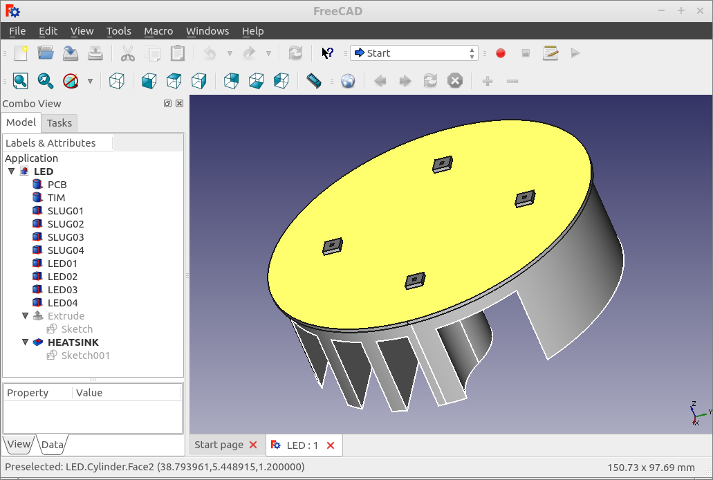 FreeCAD
File Edit View Tools Macro Windows Help
Start
Combo View
Model Tasks
Labels & Attributes
Application
LED
PCB
TIM
SLUG01
SLUG02
SLUG03
SLUG04
LED01
LED02
LED03
LED04
Extrude
Sketch
HEATSINK
Sketch001
Property Value
View Data
Start page LED : 1
Z
Y
X
Preselected: LED.Cylinder.Face2 (38.793961,5.448915,1.200000) 150.73 x 97.69 mm